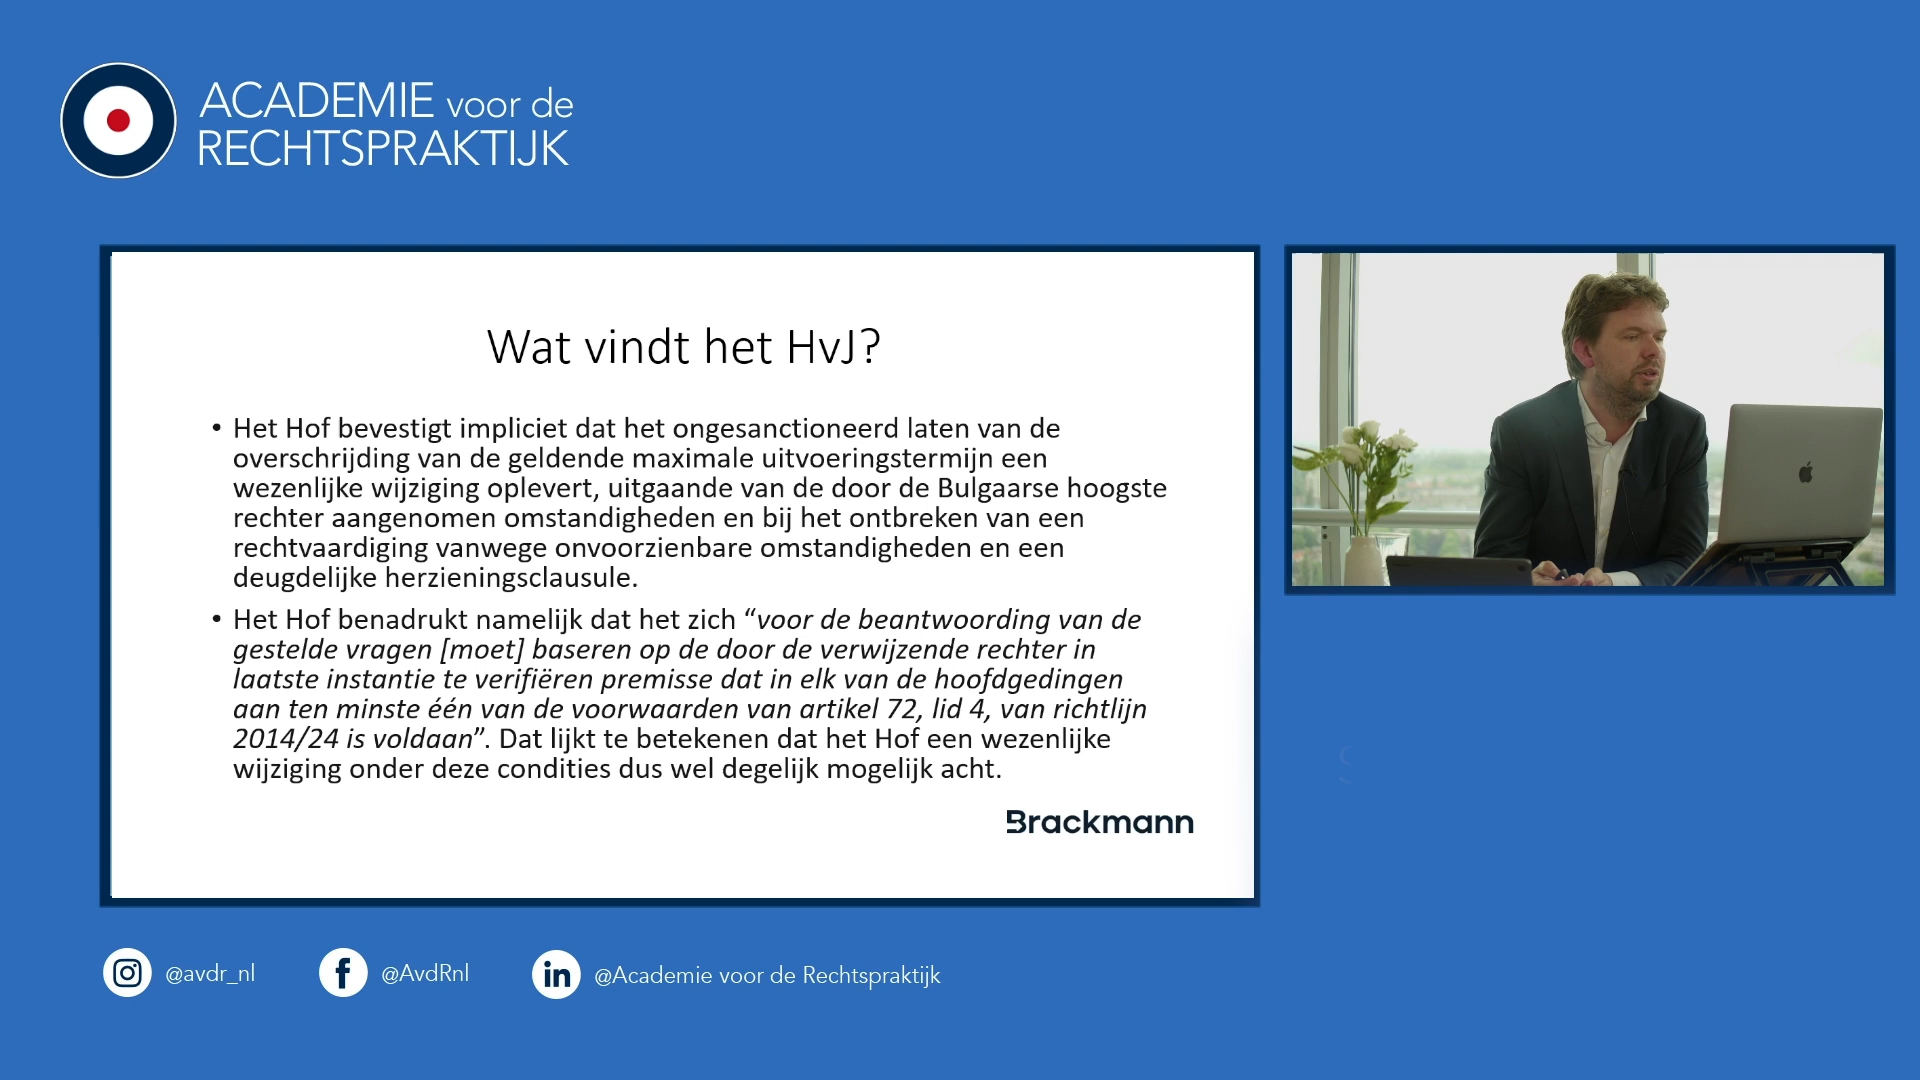 ACADEMIE voor de
RECHTSPRAKTIJK
Wat vindt het HvJ?
• Het Hof bevestigt impliciet dat het ongesanctioneerd laten van de
overschrijding van de geldende maximale uitvoeringstermijn een
wezenlijke wijziging oplevert, uitgaande van de door de Bulgaarse hoogste
rechter aangenomen omstandigheden en bij het ontbreken van een
rechtvaardiging vanwege onvoorzienbare omstandigheden en een
deugdelijke herzieningsclausule.
• Het Hof benadrukt namelijk dat het zich “voor de beantwoording van de
gestelde vragen [moet] baseren op de door de verwijzende rechter in
laatste instantie te verifiëren premisse dat in elk van de hoofdgedingen
aan ten minste één van de voorwaarden van artikel 72, lid 4, van richtlijn
2014/24 is voldaan”. Dat lijkt te betekenen dat het Hof een wezenlijke
wijziging onder deze condities dus wel degelijk mogelijk acht.
Brackmann
@avdr_nl
@AvdRnl
@Academie voor de Rechtspraktijk